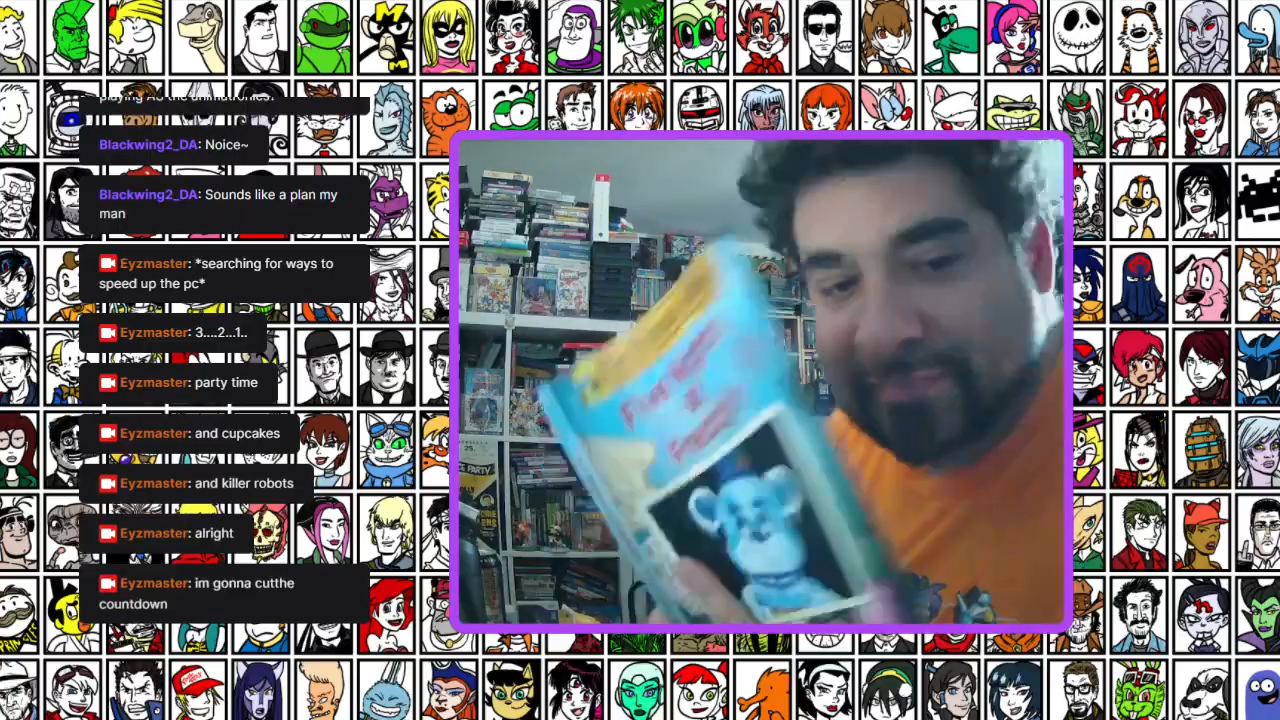 Blackwing2_DA: Noice~
Blackwing2_DA: Sounds like a plan my
man
Eyzmaster: *searching for ways to
speed up the pc*
Eyzmaster: 3....2...1..
Eyzmaster: party time
Eyzmaster: and cupcakes
Eyzmaster: and killer robots
Eyzmaster: alright
Eyzmaster: im gonna cutthe
countdown
25,
PARTY